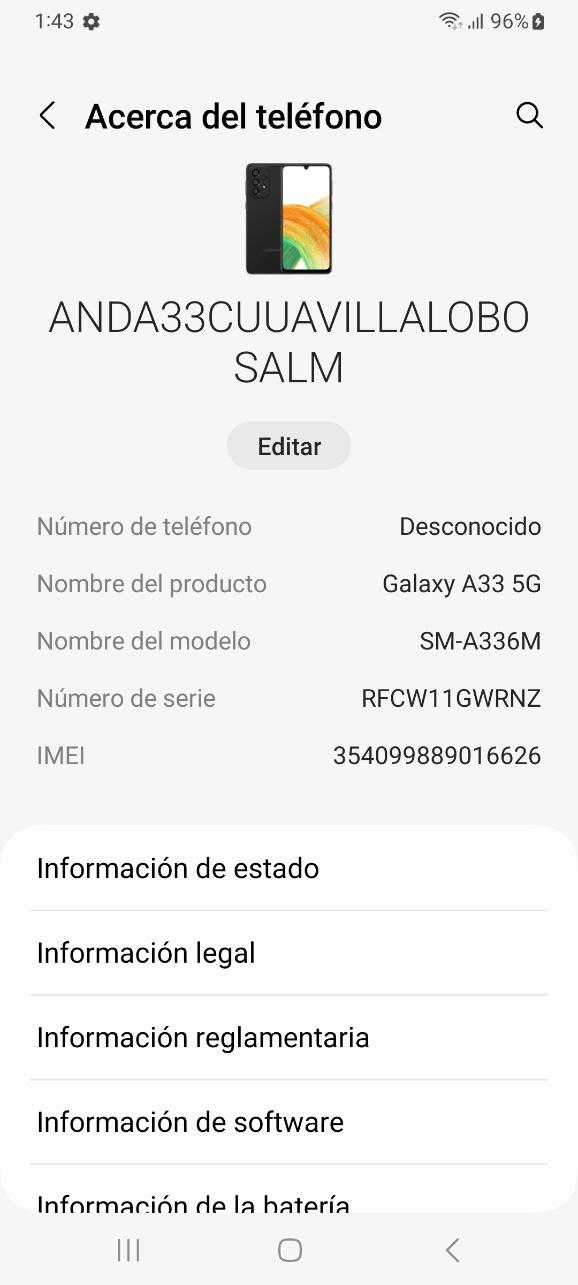 1:43 96%
Acerca del teléfono
ANDA33CUUAVILLALOBO
SALM
Editar
Número de teléfono Desconocido
Nombre del producto Galaxy A33 5G
Nombre del modelo SM-A336M
Número de serie RFCW11GWRNZ
IMEI 354099889016626
Información de estado
Información legal
Información reglamentaria
Información de software
Información de la batería